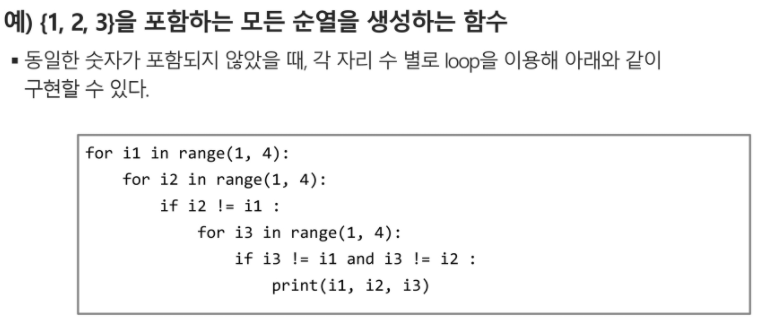 예) {1, 2, 3}을 포함하는 모든 순열을 생성하는 함수
▪ 동일한 숫자가 포함되지 않았을 때, 각 자리 수 별로 loop을 이용해 아래와 같이
구현할 수 있다.
for i1 in range(1, 4):
    for i2 in range(1, 4):
        if i2 != i1 :
            for i3 in range(1, 4):
                if i3 != i1 and i3 != i2 :
                    print(i1, i2, i3)